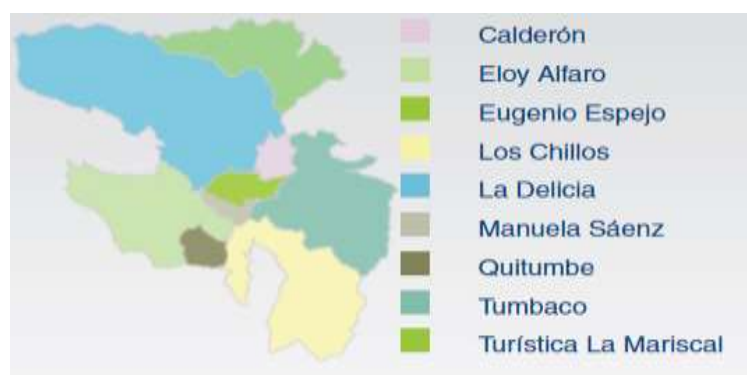 Calderón
Eloy Alfaro
Eugenio Espejo
Los Chillos
La Delicia
Manuela Sáenz
Quitumbe
Tumbaco
Turística La Mariscal